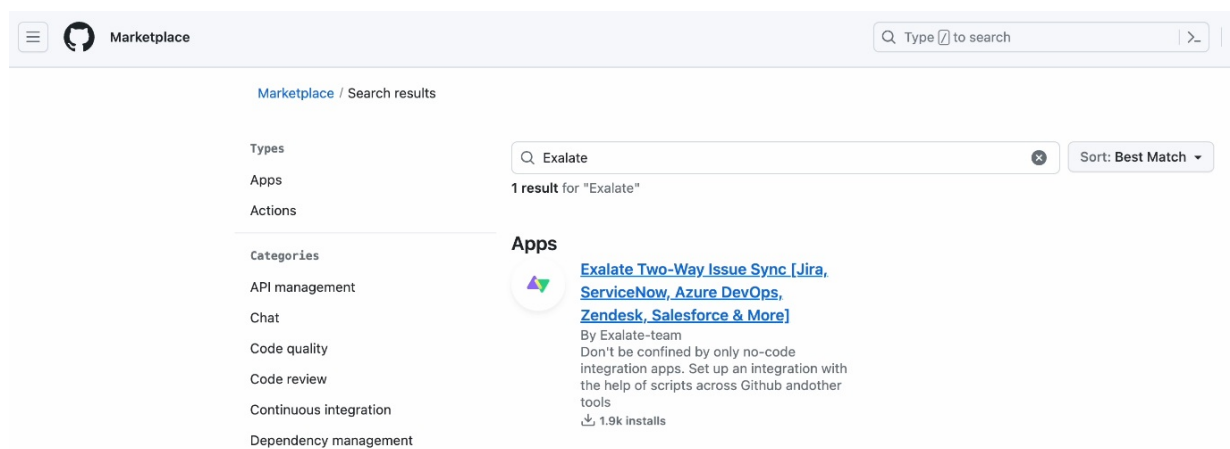 Marketplace
Type / to search
Marketplace / Search results
Types
Apps
Actions
Categories
API management
Chat
Code quality
Code review
Continuous integration
Dependency management
Exalate
Sort: Best Match
1 result for "Exalate"
Apps
Exalate Two-Way Issue Sync [Jira,
ServiceNow, Azure DevOps,
Zendesk, Salesforce & More]
By Exalate-team
Don't be confined by only no-code
integration apps. Set up an integration with
the help of scripts across Github andother
tools
1.9k installs